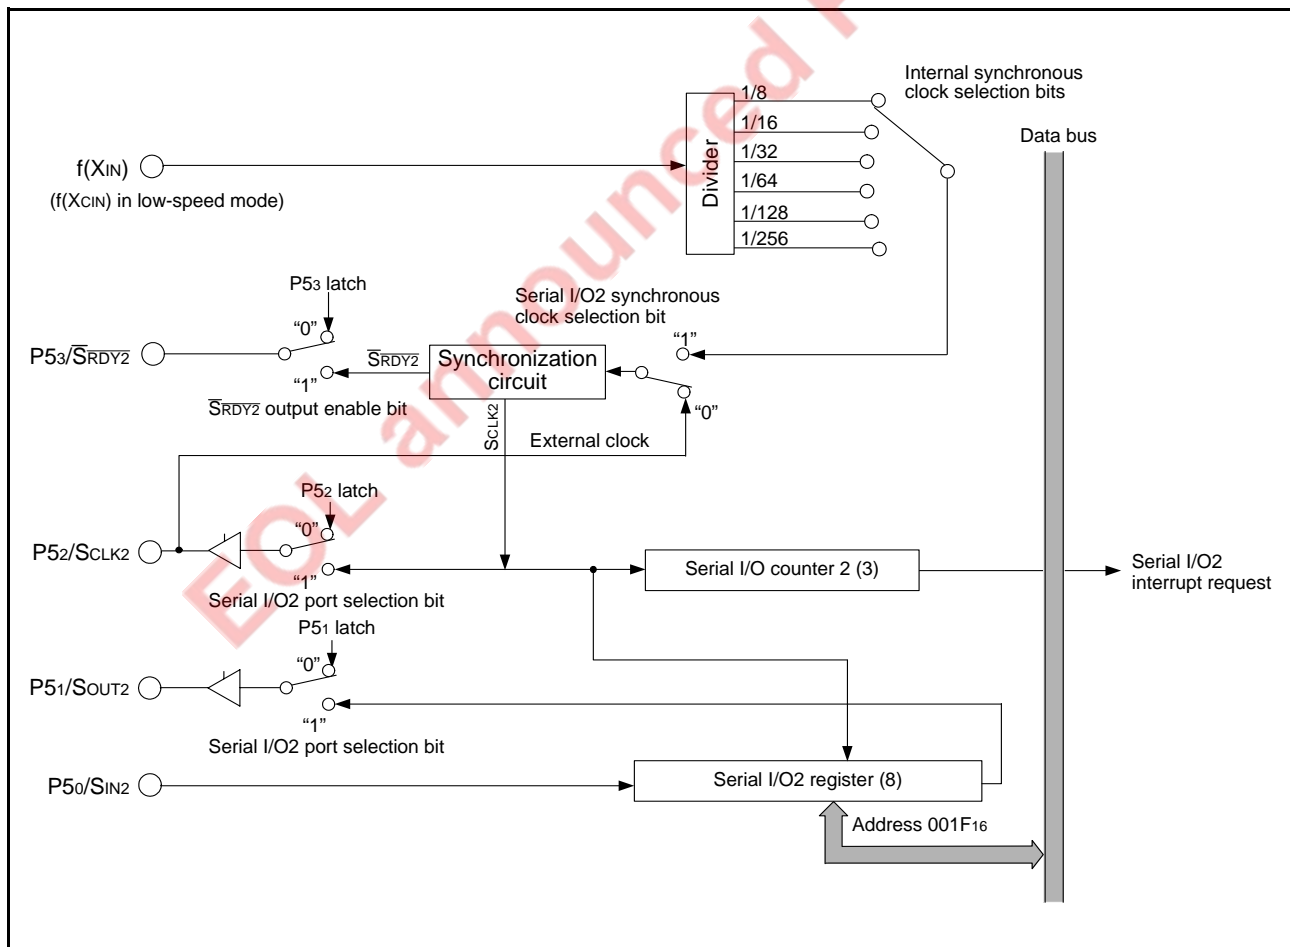 Internal synchronous
clock selection bits
Data bus
1/8
1/16
1/32
1/64
1/128
1/256
Divider
f(XIN)
(f(XCIN) in low-speed mode)
P53 latch
Serial I/O2 synchronous
clock selection bit
“0”
“1”
P53/SRDY2
SRDY2
Synchronization
circuit
“1”
“0”
SRDY2 output enable bit
SCLK2
External clock
P52 latch
“0”
P52/SCLK2
“1”
Serial I/O counter 2 (3)
Serial I/O2
interrupt request
Serial I/O2 port selection bit
P51 latch
“0”
P51/SOUT2
“1”
Serial I/O2 port selection bit
P50/SIN2
Serial I/O2 register (8)
Address 001F16
EOL announced